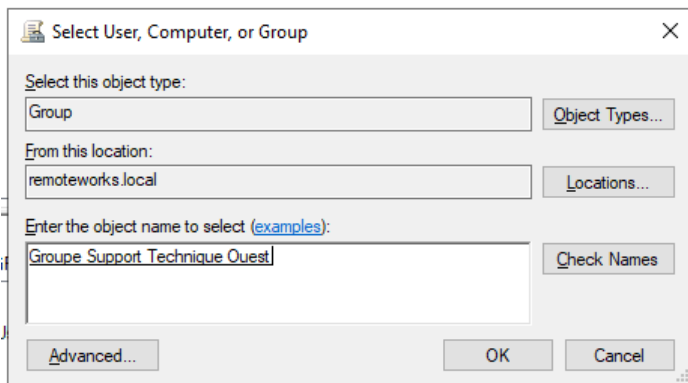 Select User, Computer, or Group
Select this object type:
Group
Object Types...
From this location:
remoteworks.local
Locations...
Enter the object name to select (examples):
Groupe Support Technique Ouest
Check Names
Advanced...
OK
Cancel